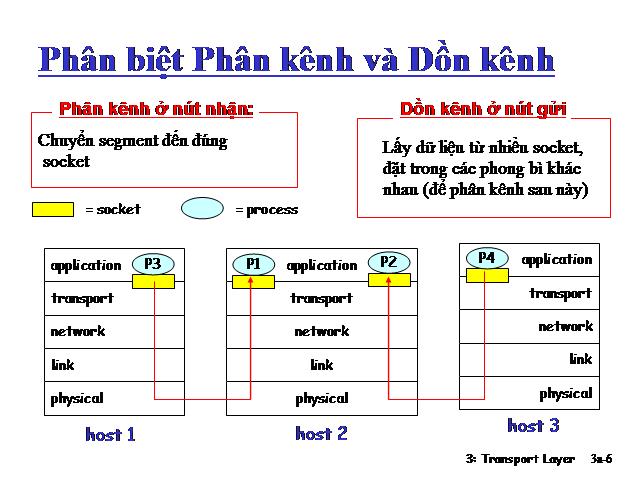 Phân biệt Phân kênh và Dồn kênh
Phân kênh ở nút nhận:
Chuyển segment đến đúng
socket
Dồn kênh ở nút gửi
Lấy dữ liệu từ nhiều socket,
đặt trong các phong bì khác
nhau (để phân kênh sau này)
= socket
= process
application
P3
transport
network
link
physical
host 1
P1
application
P2
transport
network
link
physical
host 2
P4
application
transport
network
link
physical
host 3
3: Transport Layer 3a-6